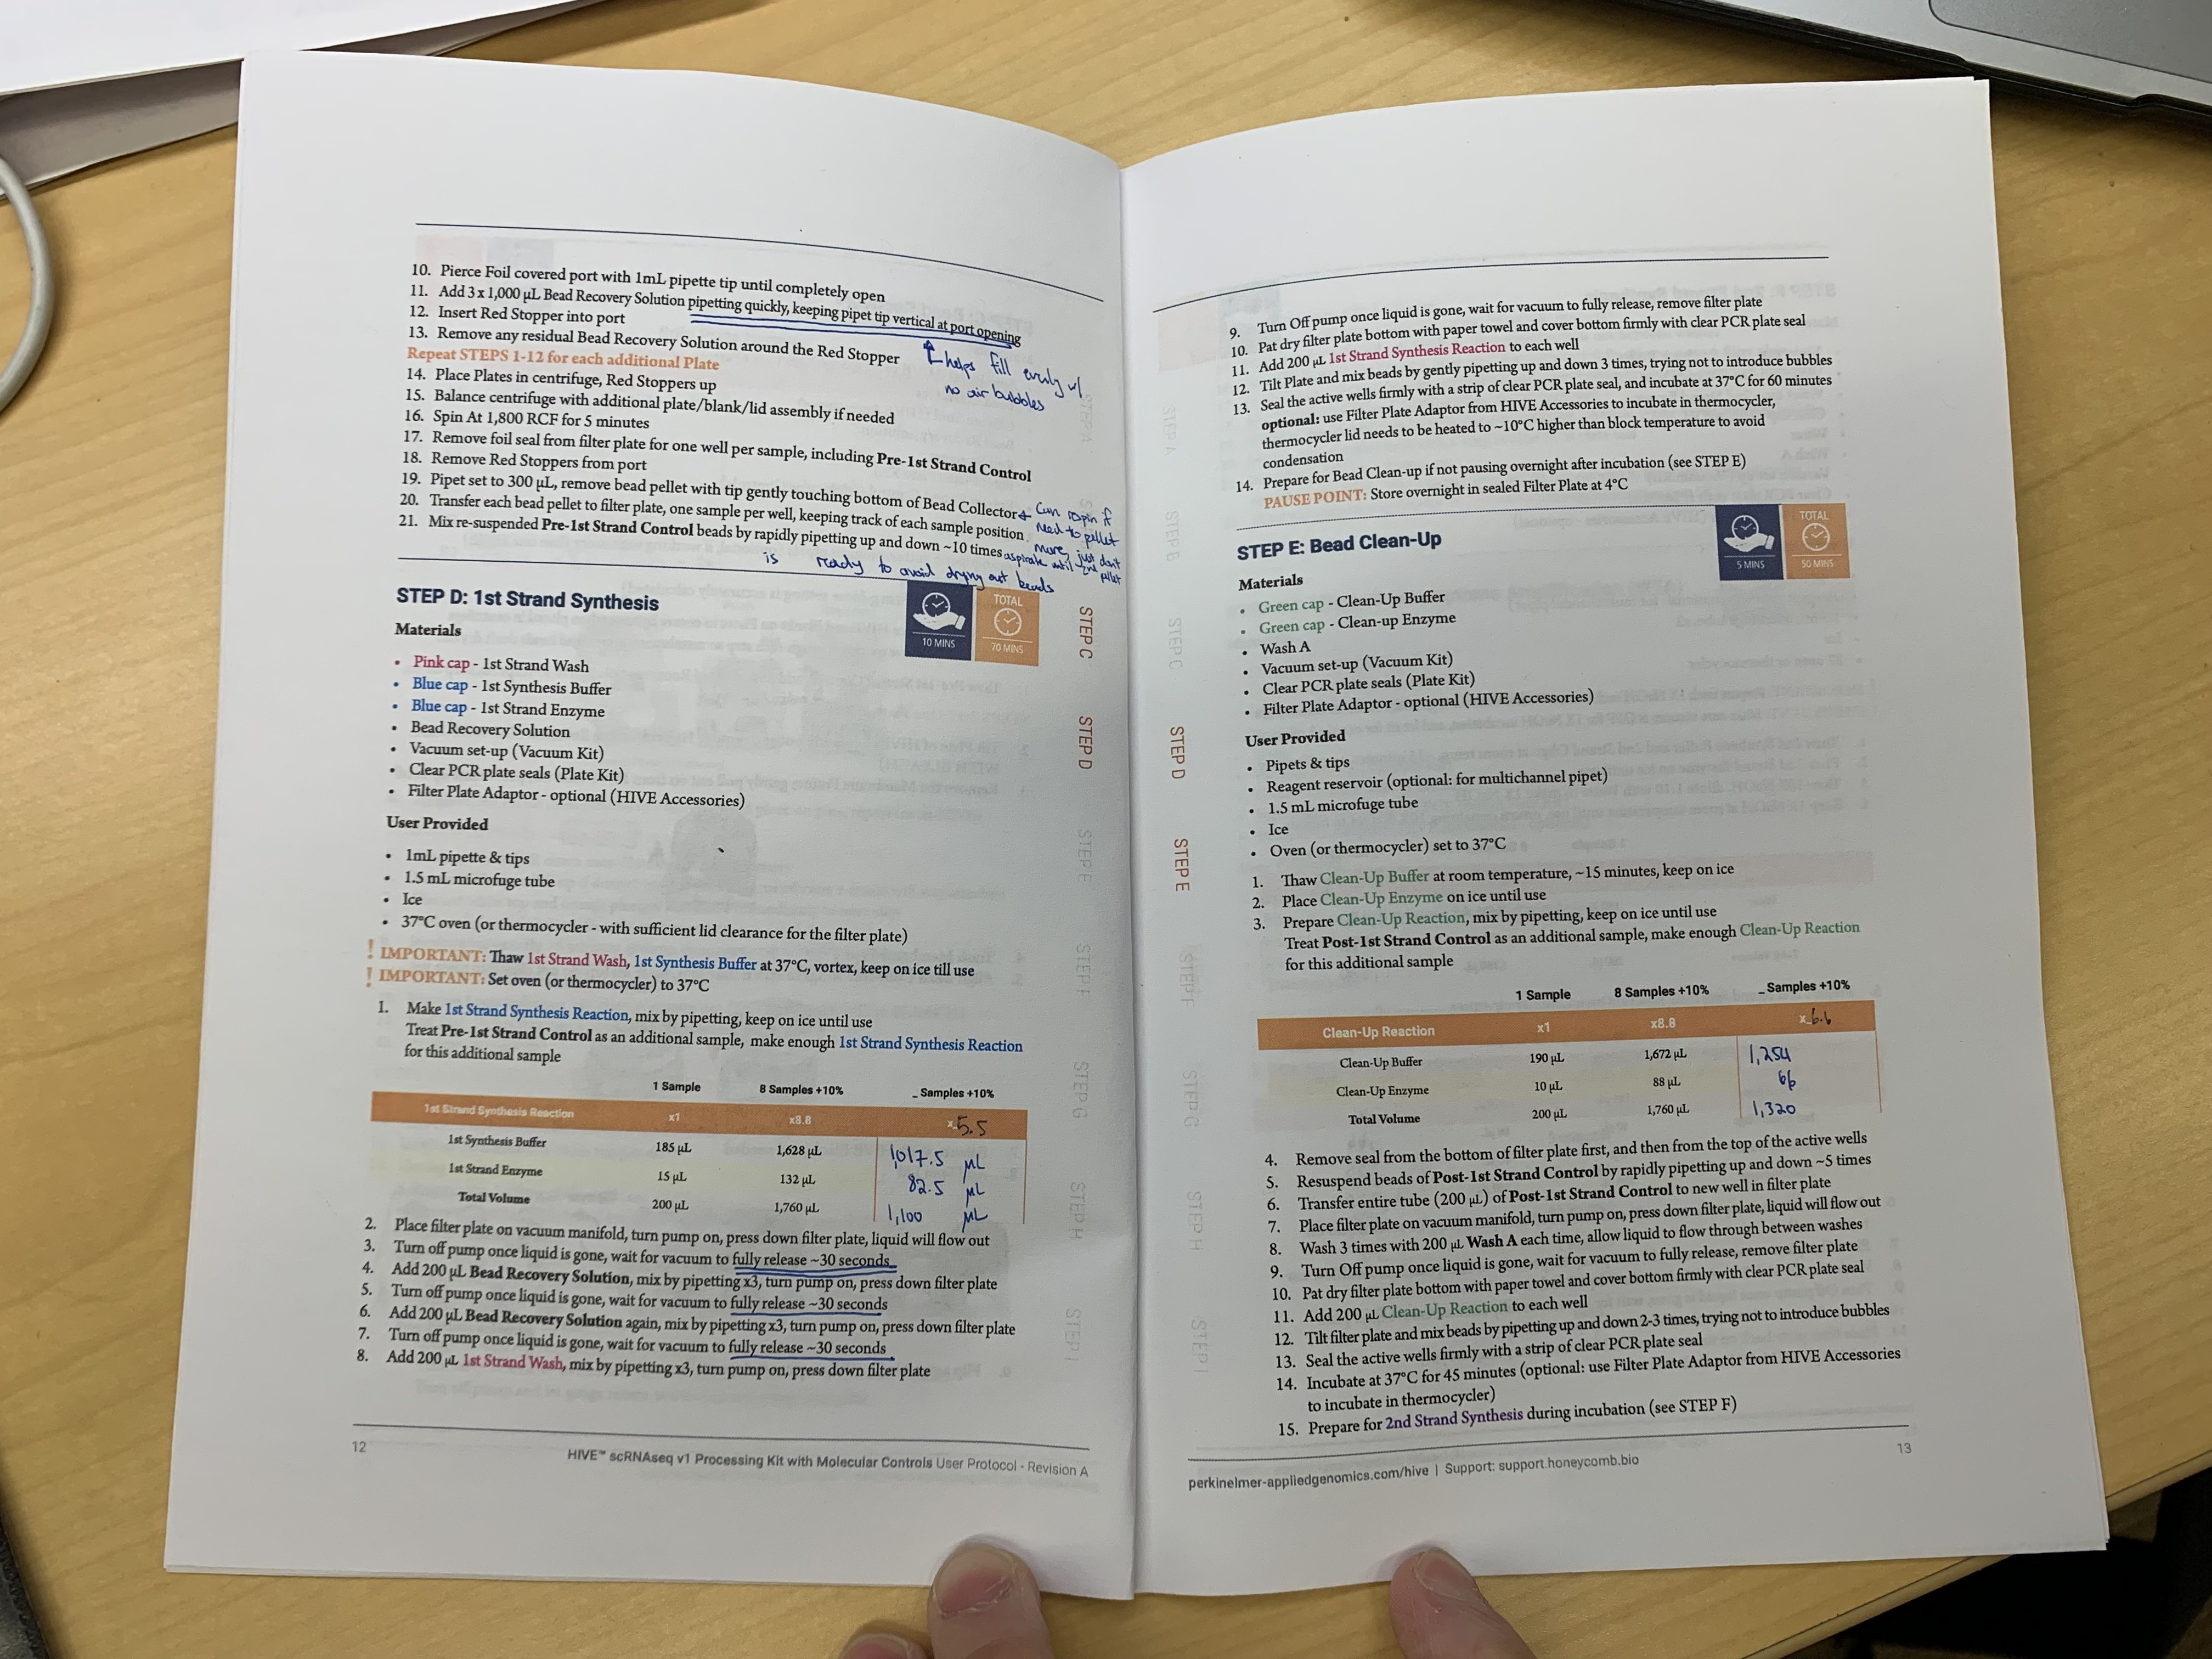 10. Pierce Foil covered port with 1mL pipette tip until completely open
11. Add 3 x 1,000 µL Bead Recovery Solution pipetting quickly, keeping pipet tip vertical at port opening
12. Insert Red Stopper into port
13. Remove any residual Bead Recovery Solution around the Red Stopper
helps fill evenly w/
no air bubbles
Repeat STEPS 1-12 for each additional Plate
14. Place Plates in centrifuge, Red Stoppers up
15. Balance centrifuge with additional plate/blank/lid assembly if needed
16. Spin At 1,800 RCF for 5 minutes
17. Remove foil seal from filter plate for one well per sample, including Pre-1st Strand Control
18. Remove Red Stoppers from port
19. Pipet set to 300 µL, remove bead pellet with tip gently touching bottom of Bead Collector
20. Transfer each bead pellet to filter plate, one sample per well, keeping track of each sample position
21. Mix re-suspended Pre-1st Strand Control beads by rapidly pipetting up and down ~10 times
Can respin if
need to pellet
more, just don't
aspirate until 2nd pellet
is ready to avoid drying out beads
STEP D: 1st Strand Synthesis
10 MINS
TOTAL
70 MINS
Materials
• Pink cap - 1st Strand Wash
• Blue cap - 1st Synthesis Buffer
• Blue cap - 1st Strand Enzyme
• Bead Recovery Solution
• Vacuum set-up (Vacuum Kit)
• Clear PCR plate seals (Plate Kit)
• Filter Plate Adaptor - optional (HIVE Accessories)
User Provided
• 1mL pipette & tips
• 1.5 mL microfuge tube
• Ice
• 37°C oven (or thermocycler - with sufficient lid clearance for the filter plate)
! IMPORTANT: Thaw 1st Strand Wash, 1st Synthesis Buffer at 37°C, vortex, keep on ice till use
! IMPORTANT: Set oven (or thermocycler) to 37°C
1. Make 1st Strand Synthesis Reaction, mix by pipetting, keep on ice until use
Treat Pre-1st Strand Control as an additional sample, make enough 1st Strand Synthesis Reaction
for this additional sample
1 Sample 8 Samples +10% _ Samples +10%
1st Strand Synthesis Reaction x1 x8.8 x 5.5
1st Synthesis Buffer 185 µL 1,628 µL 1,017.5 µL
1st Strand Enzyme 15 µL 132 µL 82.5 µL
Total Volume 200 µL 1,760 µL 1,100 µL
2. Place filter plate on vacuum manifold, turn pump on, press down filter plate, liquid will flow out
3. Turn off pump once liquid is gone, wait for vacuum to fully release ~30 seconds
4. Add 200 µL Bead Recovery Solution, mix by pipetting x3, turn pump on, press down filter plate
5. Turn off pump once liquid is gone, wait for vacuum to fully release ~30 seconds
6. Add 200 µL Bead Recovery Solution again, mix by pipetting x3, turn pump on, press down filter plate
7. Turn off pump once liquid is gone, wait for vacuum to fully release ~30 seconds
8. Add 200 µL 1st Strand Wash, mix by pipetting x3, turn pump on, press down filter plate
12
HIVE™ scRNAseq v1 Processing Kit with Molecular Controls User Protocol - Revision A
STEP A
STEP C
STEP D
STEP E
STEP F
STEP G
STEP H
STEP I
9. Turn Off pump once liquid is gone, wait for vacuum to fully release, remove filter plate
10. Pat dry filter plate bottom with paper towel and cover bottom firmly with clear PCR plate seal
11. Add 200 µL 1st Strand Synthesis Reaction to each well
12. Tilt Plate and mix beads by gently pipetting up and down 3 times, trying not to introduce bubbles
13. Seal the active wells firmly with a strip of clear PCR plate seal, and incubate at 37°C for 60 minutes
optional: use Filter Plate Adaptor from HIVE Accessories to incubate in thermocycler,
thermocycler lid needs to be heated to ~10°C higher than block temperature to avoid
condensation
14. Prepare for Bead Clean-up if not pausing overnight after incubation (see STEP E)
PAUSE POINT: Store overnight in sealed Filter Plate at 4°C
STEP E: Bead Clean-Up
5 MINS
TOTAL
50 MINS
Materials
• Green cap - Clean-Up Buffer
• Green cap - Clean-up Enzyme
• Wash A
• Vacuum set-up (Vacuum Kit)
• Clear PCR plate seals (Plate Kit)
• Filter Plate Adaptor - optional (HIVE Accessories)
User Provided
• Pipets & tips
• Reagent reservoir (optional: for multichannel pipet)
• 1.5 mL microfuge tube
• Ice
• Oven (or thermocycler) set to 37°C
1. Thaw Clean-Up Buffer at room temperature, ~15 minutes, keep on ice
2. Place Clean-Up Enzyme on ice until use
3. Prepare Clean-Up Reaction, mix by pipetting, keep on ice until use
Treat Post-1st Strand Control as an additional sample, make enough Clean-Up Reaction
for this additional sample
1 Sample 8 Samples +10% _ Samples +10%
Clean-Up Reaction x1 x8.8 x 6.6
Clean-Up Buffer 190 µL 1,672 µL 1,254
Clean-Up Enzyme 10 µL 88 µL 66
Total Volume 200 µL 1,760 µL 1,320
4. Remove seal from the bottom of filter plate first, and then from the top of the active wells
5. Resuspend beads of Post-1st Strand Control by rapidly pipetting up and down ~5 times
6. Transfer entire tube (200 µL) of Post-1st Strand Control to new well in filter plate
7. Place filter plate on vacuum manifold, turn pump on, press down filter plate, liquid will flow out
8. Wash 3 times with 200 µL Wash A each time, allow liquid to flow through between washes
9. Turn Off pump once liquid is gone, wait for vacuum to fully release, remove filter plate
10. Pat dry filter plate bottom with paper towel and cover bottom firmly with clear PCR plate seal
11. Add 200 µL Clean-Up Reaction to each well
12. Tilt filter plate and mix beads by pipetting up and down 2-3 times, trying not to introduce bubbles
13. Seal the active wells firmly with a strip of clear PCR plate seal
14. Incubate at 37°C for 45 minutes (optional: use Filter Plate Adaptor from HIVE Accessories
to incubate in thermocycler)
15. Prepare for 2nd Strand Synthesis during incubation (see STEP F)
perkinelmer-appliedgenomics.com/hive | Support: support.honeycomb.bio
13
STEP A
STEP B
STEP C
STEP D
STEP E
STEP F
STEP G
STEP H
STEP I